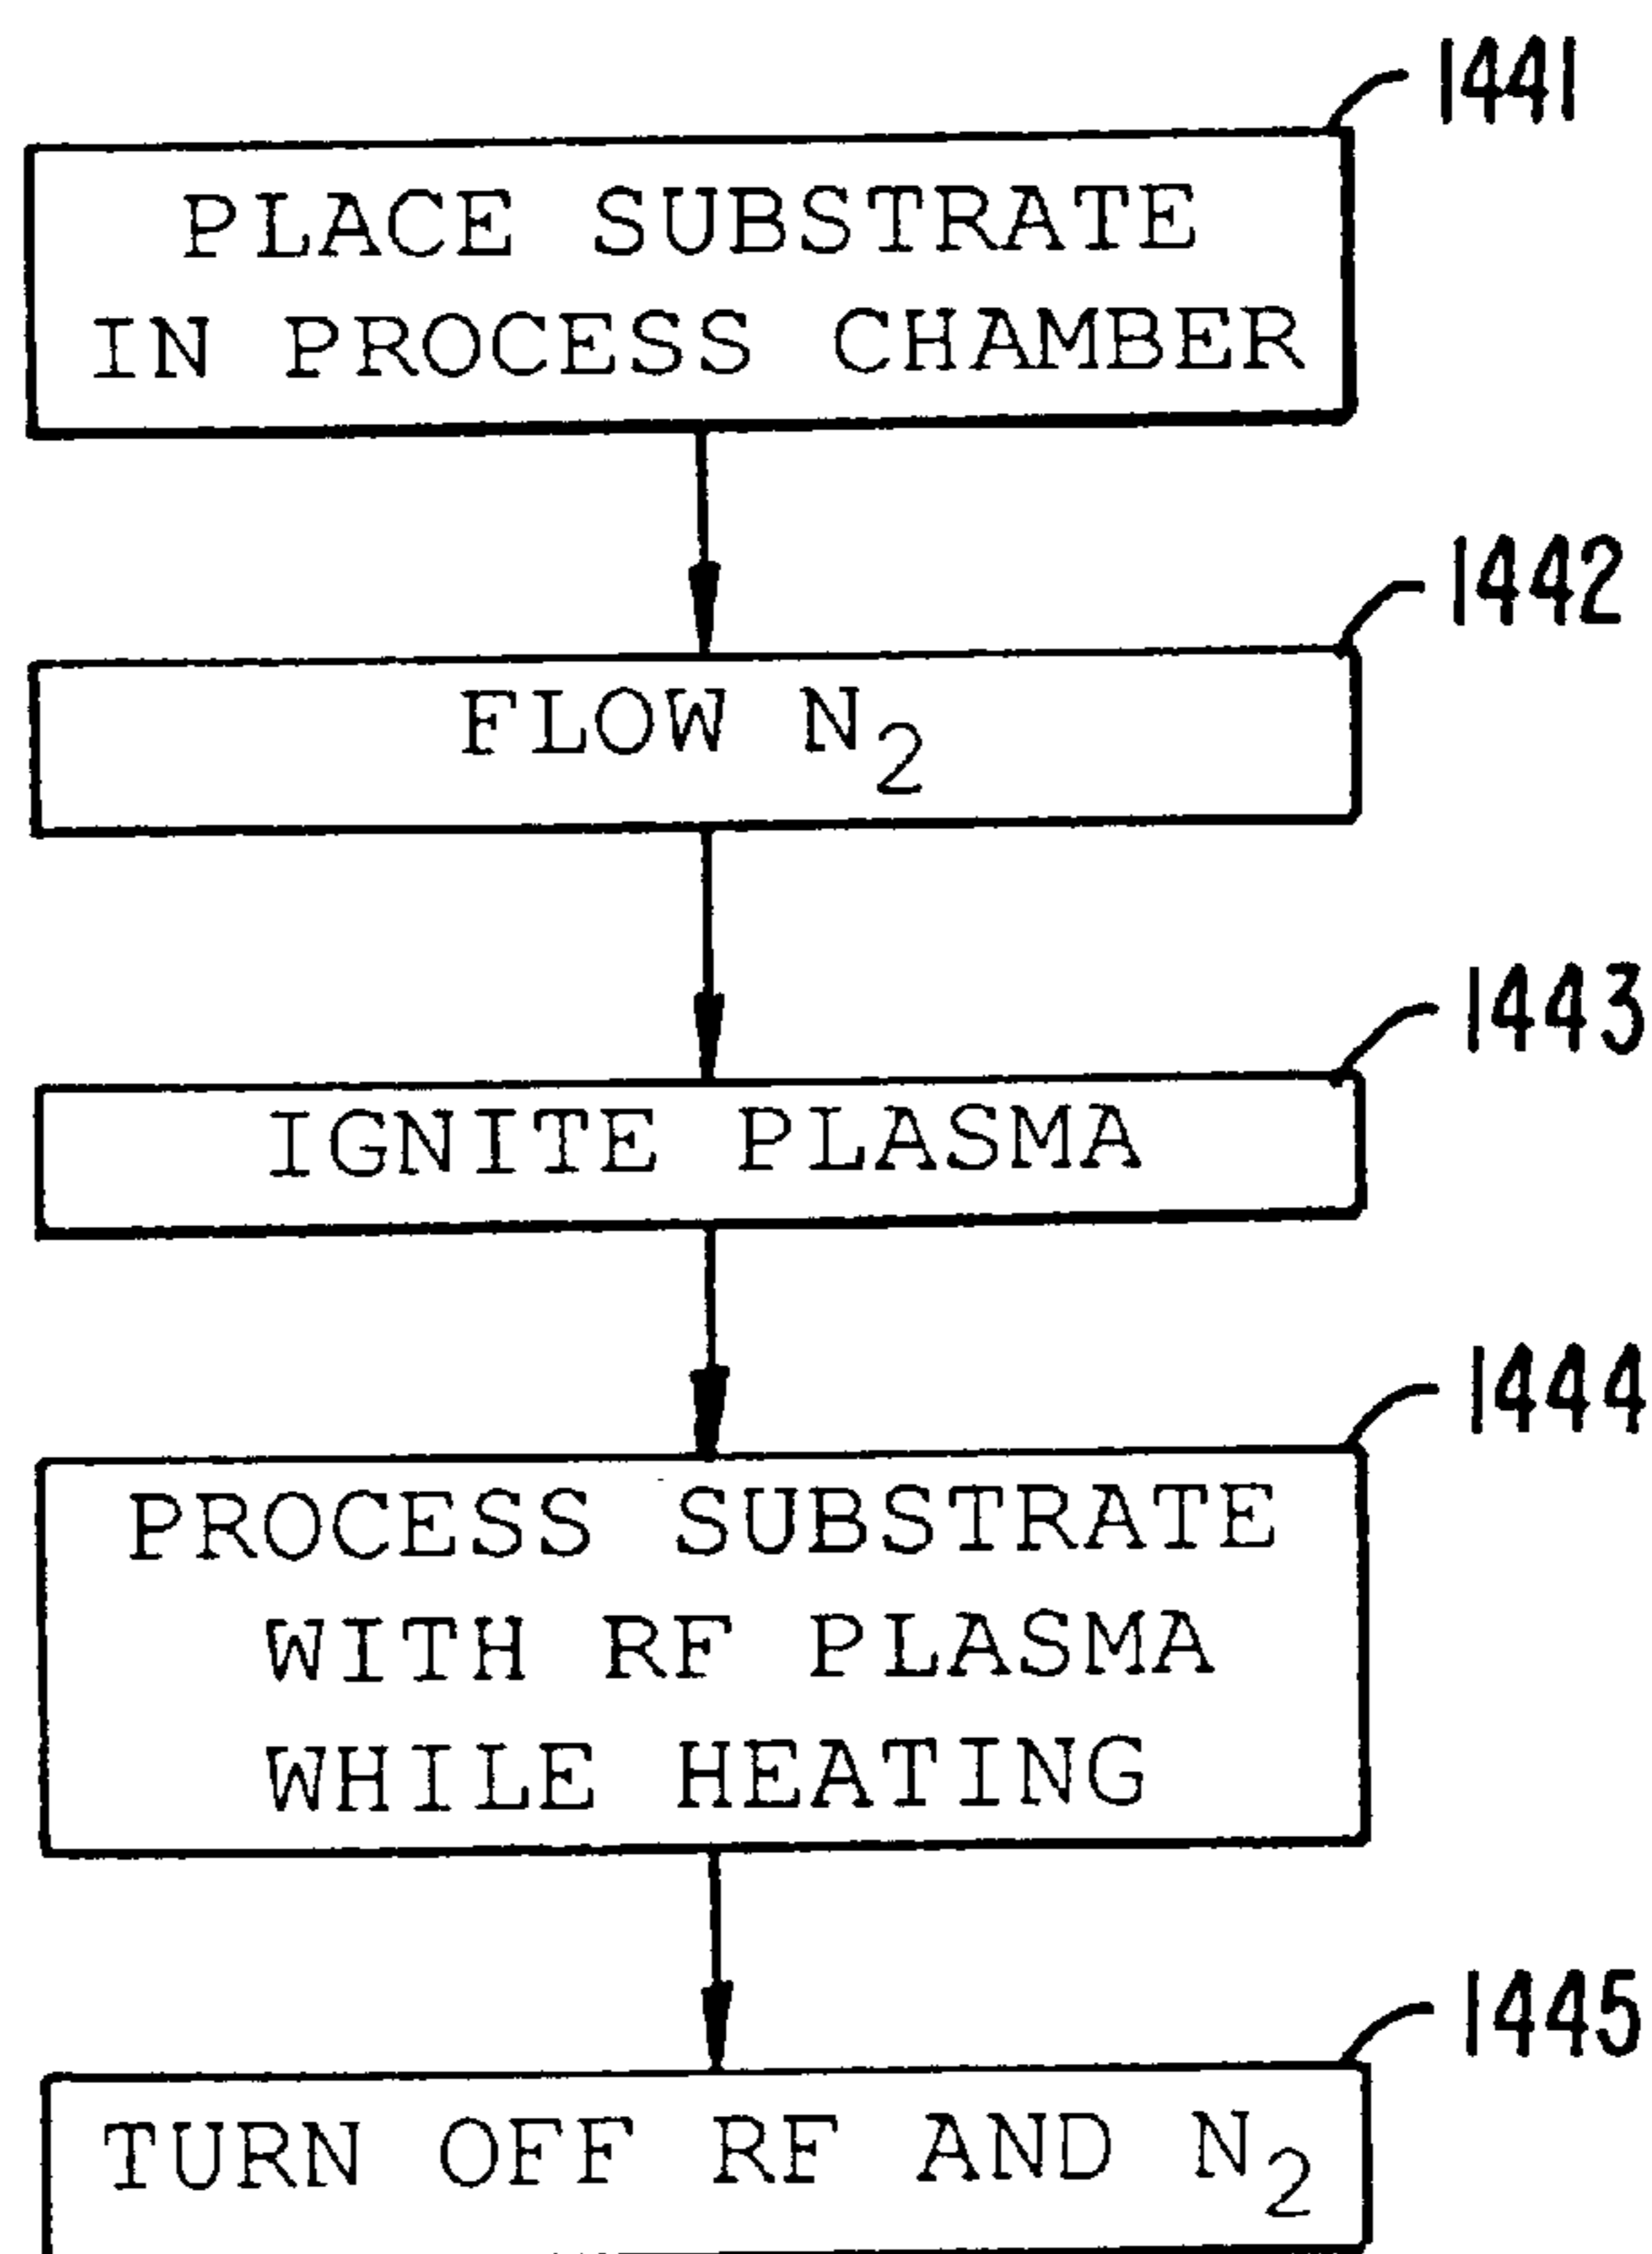 1441
PLACE SUBSTRATE
IN PROCESS CHAMBER
1442
FLOW N₂
1443
IGNITE PLASMA
1444
PROCESS SUBSTRATE
WITH RF PLASMA
WHILE HEATING
1445
TURN OFF RF AND N₂